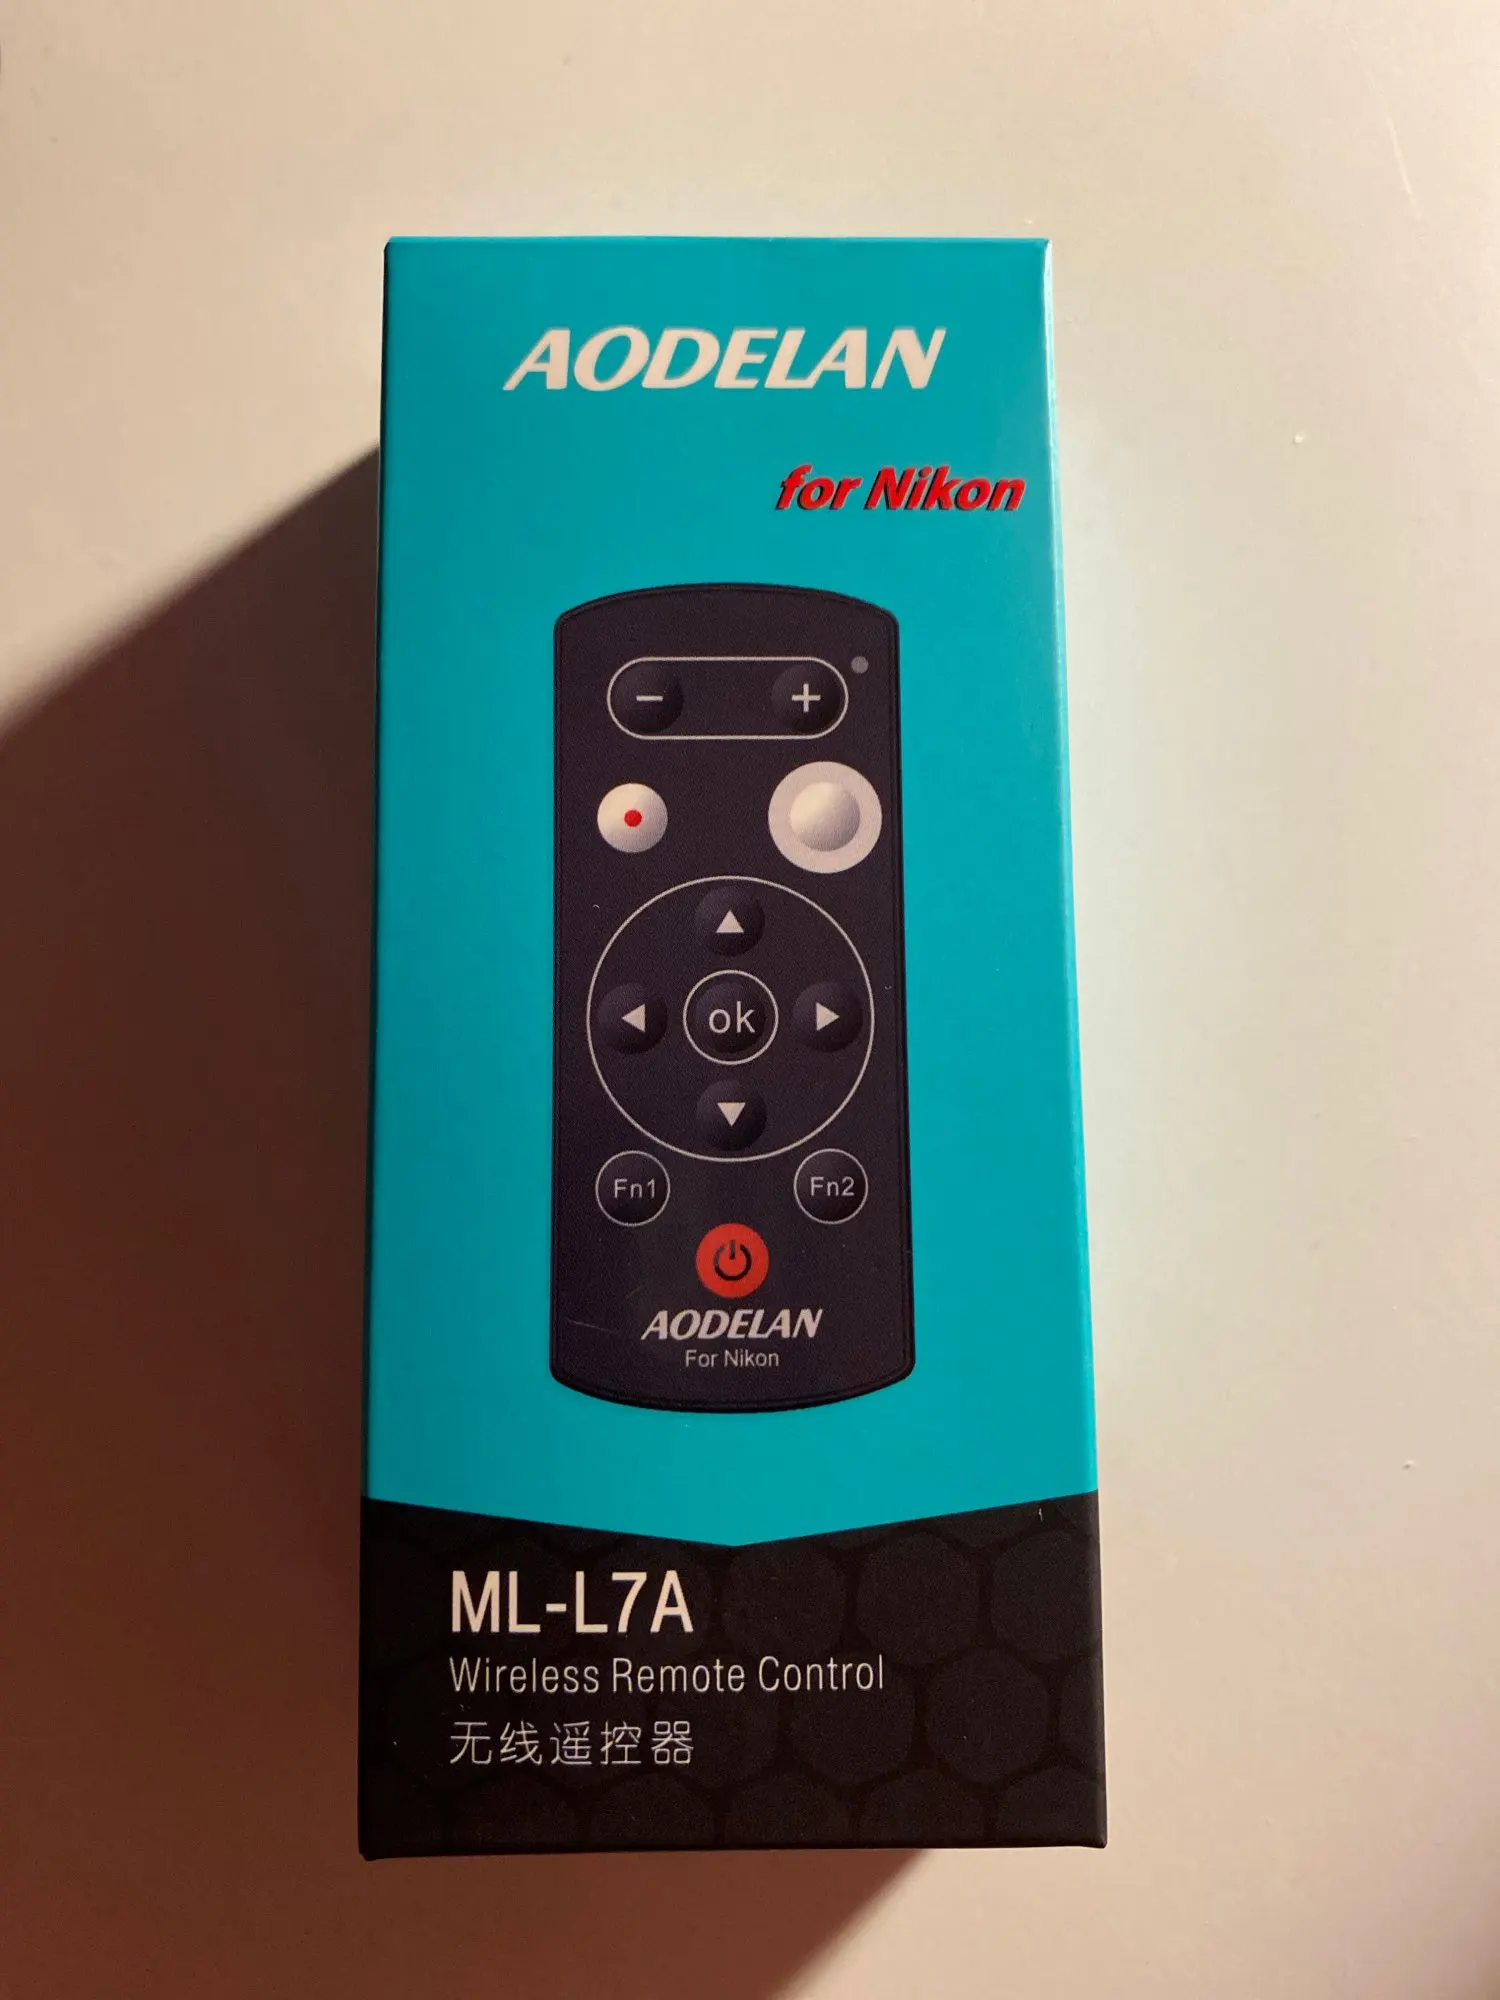 AODELAN
for Nikon
− +
ok
Fn1 Fn2
AODELAN
For Nikon
ML-L7A
Wireless Remote Control
无线遥控器